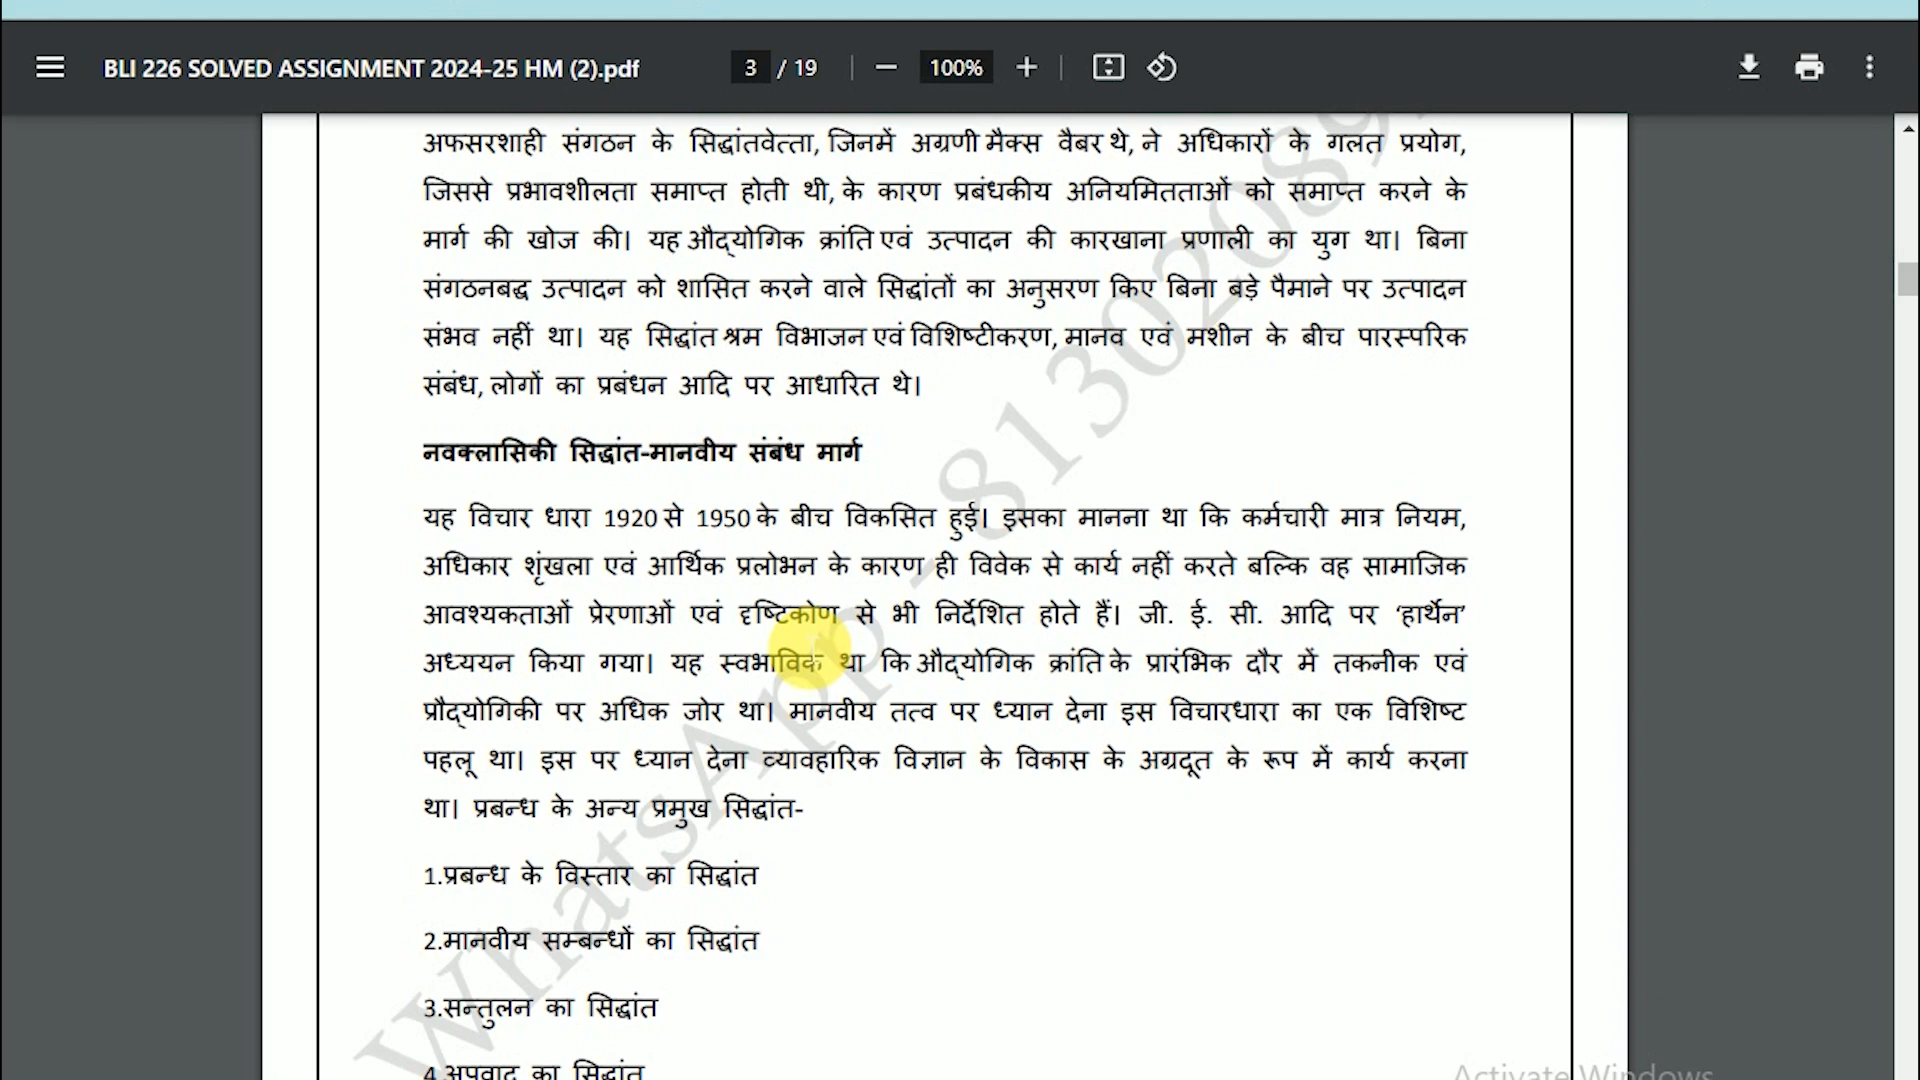 BLI 226 SOLVED ASSIGNMENT 2024-25 HM (2).pdf
3 / 19
100%
अफसरशाही संगठन के सिद्धांतवेत्ता, जिनमें अग्रणी मैक्स वैबर थे, ने अधिकारों के गलत प्रयोग,
जिससे प्रभावशीलता समाप्त होती थी, के कारण प्रबंधकीय अनियमितताओं को समाप्त करने के
मार्ग की खोज की। यह औद्योगिक क्रांति एवं उत्पादन की कारखाना प्रणाली का युग था। बिना
संगठनबद्ध उत्पादन को शासित करने वाले सिद्धांतों का अनुसरण किए बिना बड़े पैमाने पर उत्पादन
संभव नहीं था। यह सिद्धांत श्रम विभाजन एवं विशिष्टीकरण, मानव एवं मशीन के बीच पारस्परिक
संबंध, लोगों का प्रबंधन आदि पर आधारित थे।
नवक्लासिकी सिद्धांत-मानवीय संबंध मार्ग
यह विचार धारा 1920 से 1950 के बीच विकसित हुई। इसका मानना था कि कर्मचारी मात्र नियम,
अधिकार शृंखला एवं आर्थिक प्रलोभन के कारण ही विवेक से कार्य नहीं करते बल्कि वह सामाजिक
आवश्यकताओं प्रेरणाओं एवं दृष्टिकोण से भी निर्देशित होते हैं। जी. ई. सी. आदि पर ‘हार्थेन’
अध्ययन किया गया। यह स्वभाविक था कि औद्योगिक क्रांति के प्रारंभिक दौर में तकनीक एवं
प्रौद्योगिकी पर अधिक जोर था। मानवीय तत्व पर ध्यान देना इस विचारधारा का एक विशिष्ट
पहलू था। इस पर ध्यान देना व्यावहारिक विज्ञान के विकास के अग्रदूत के रूप में कार्य करना
था। प्रबन्ध के अन्य प्रमुख सिद्धांत-
1.प्रबन्ध के विस्तार का सिद्धांत
2.मानवीय सम्बन्धों का सिद्धांत
3.सन्तुलन का सिद्धांत
4.अपवाद का सिद्धांत
WhatsApp - 81302089
Activate Windows